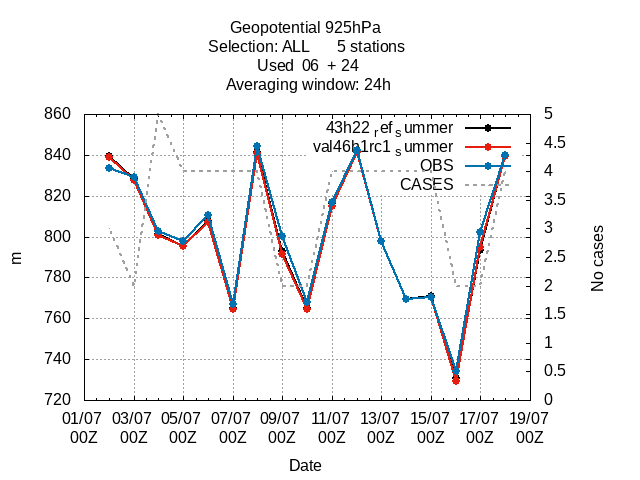 Geopotential 925hPa
Selection: ALL      5 stations
Used  06  + 24
Averaging window: 24h
43h22 refs ummer
val46h1rc1 s ummer
OBS
CASES
860
840
820
800
780
760
740
720
5
4.5
4
3.5
3
2.5
2
1.5
1
0.5
0
m
No cases
01/07 03/07 05/07 07/07 09/07 11/07 13/07 15/07 17/07 19/07
00Z 00Z 00Z 00Z 00Z 00Z 00Z 00Z 00Z 00Z
Date